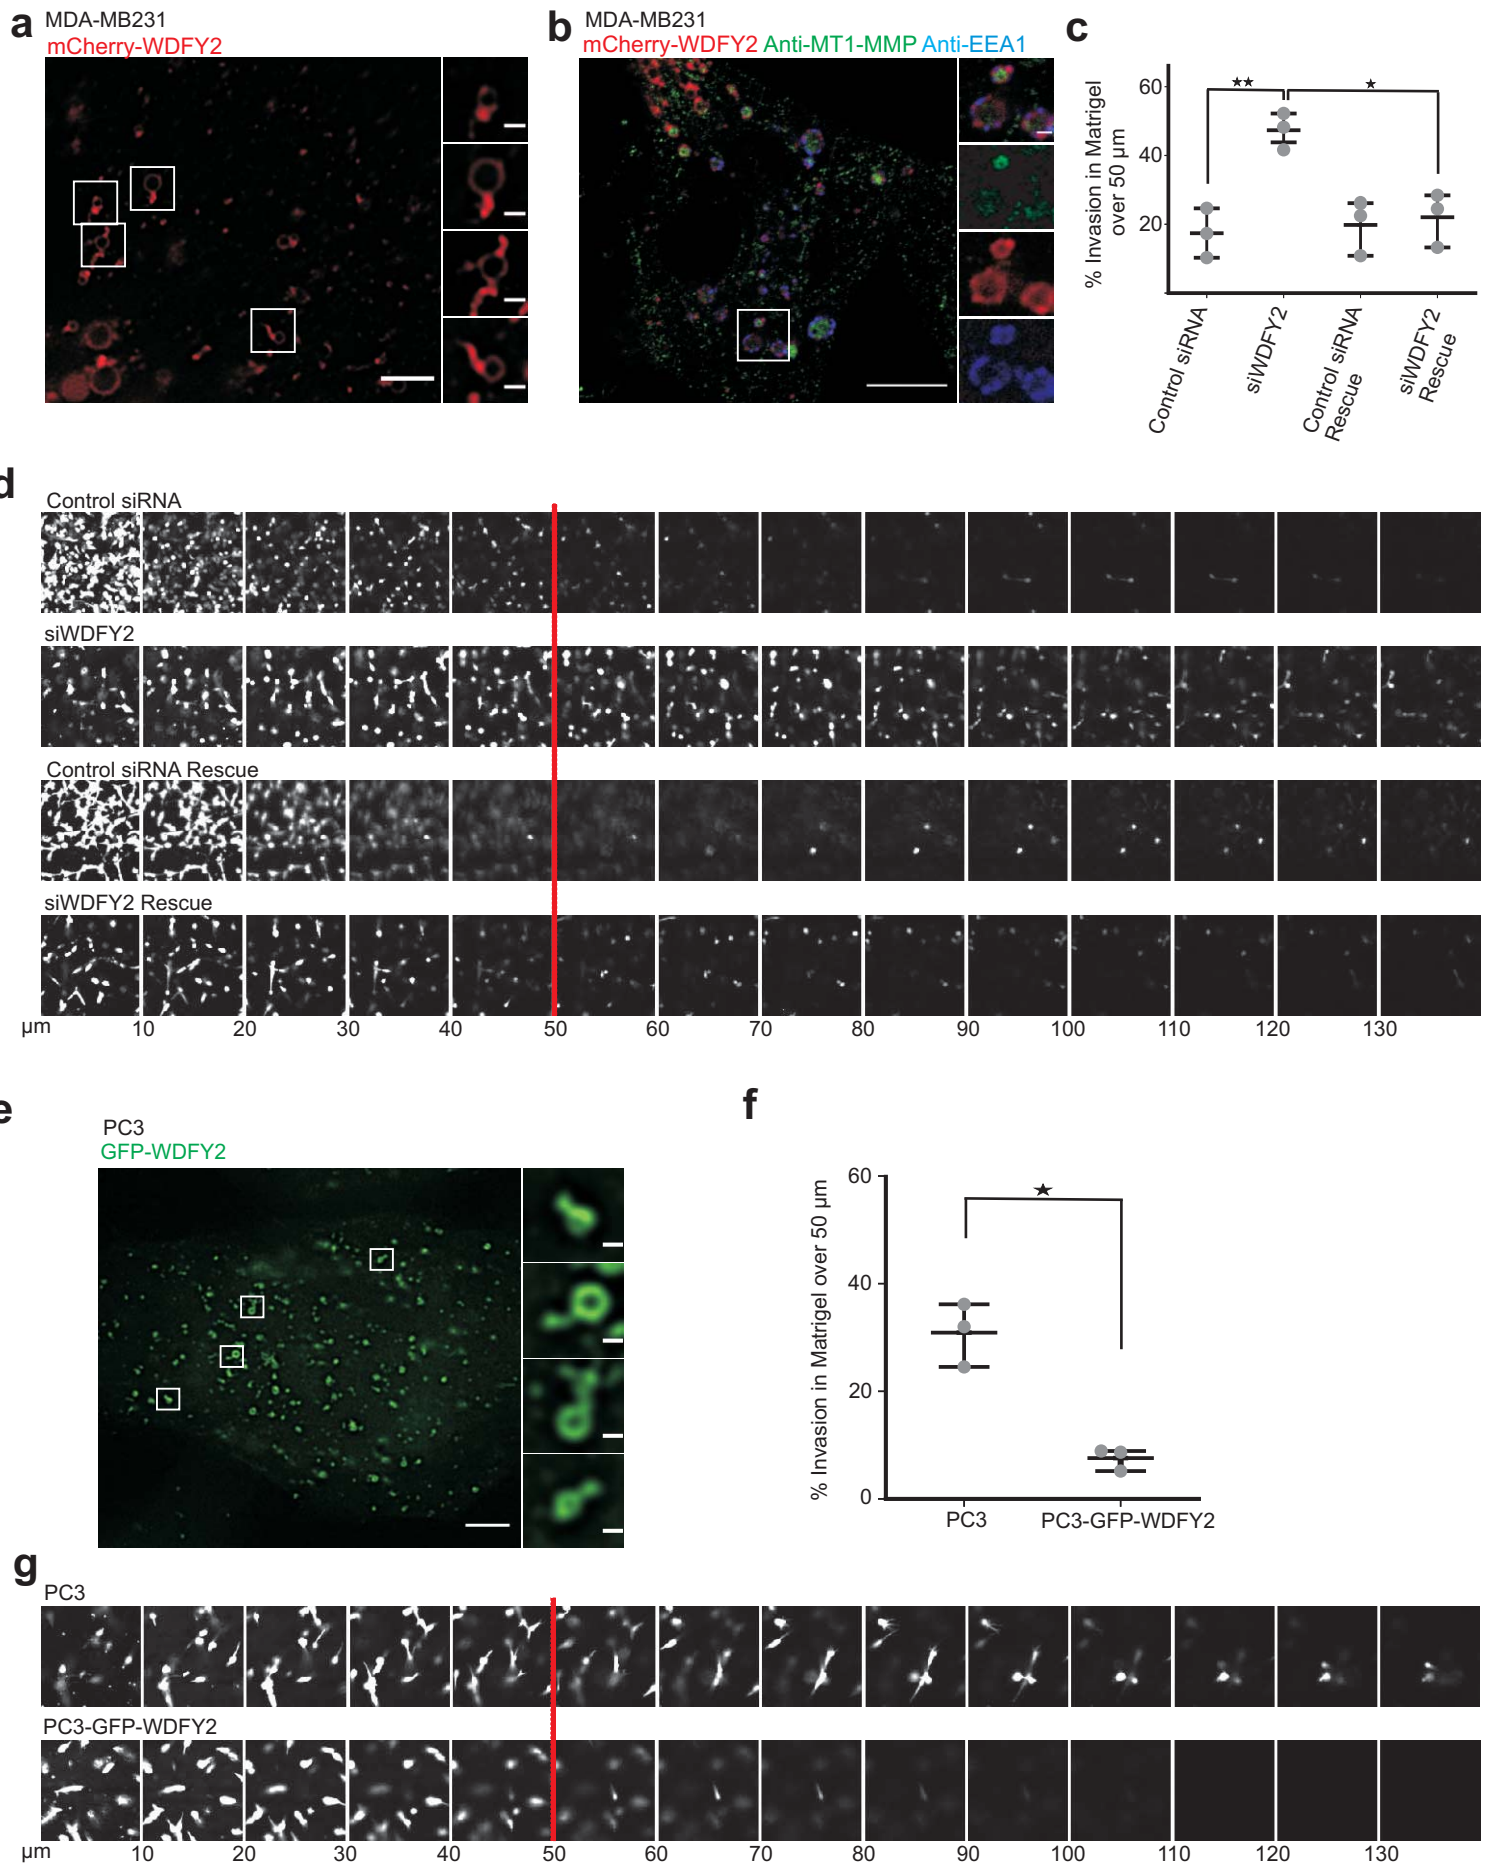 a
MDA-MB231
mCherry-WDFY2
b
MDA-MB231
mCherry-WDFY2 Anti-MT1-MMP Anti-EEA1
c
% Invasion in Matrigel
over 50 µm
60
40
20
★★
★
Control siRNA
siWDFY2
Control siRNA
Rescue
siWDFY2
Rescue
d
Control siRNA
siWDFY2
Control siRNA Rescue
siWDFY2 Rescue
µm 10 20 30 40 50 60 70 80 90 100 110 120 130
e
PC3
GFP-WDFY2
f
% Invasion in Matrigel over 50 µm
60
40
20
0
★
PC3 PC3-GFP-WDFY2
g
PC3
PC3-GFP-WDFY2
µm 10 20 30 40 50 60 70 80 90 100 110 120 130